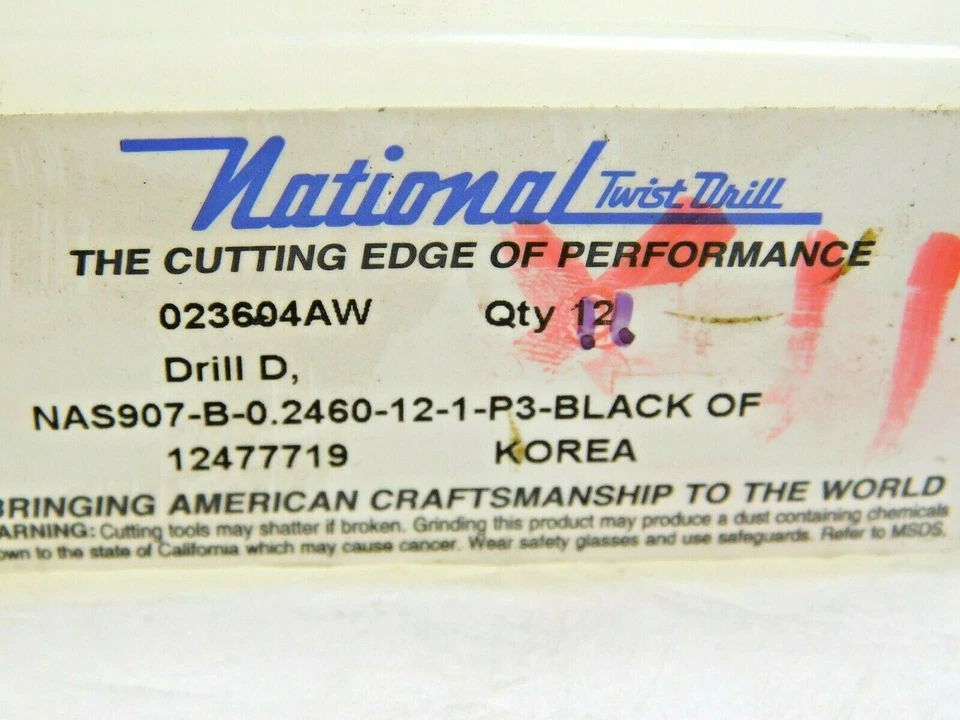 National Twist Drill
THE CUTTING EDGE OF PERFORMANCE
023604AW Qty 12
Drill D,
NAS907-B-0.2460-12-1-P3-BLACK OF
12477719 KOREA
BRINGING AMERICAN CRAFTSMANSHIP TO THE WORLD
ARNING: Cutting tools may shatter if broken. Grinding this product may produce a dust containing chemicals
own to the state of California which may cause cancer. Wear safety glasses and use safeguards. Refer to MSDS.